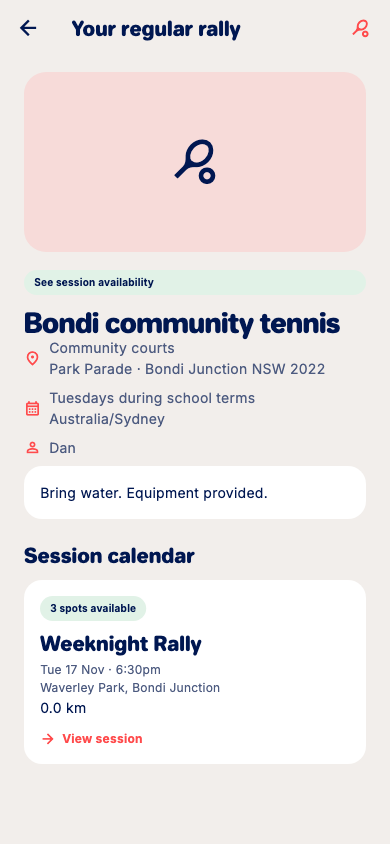 Your regular rally
See session availability
Bondi community tennis
Community courts
Park Parade · Bondi Junction NSW 2022
Tuesdays during school terms
Australia/Sydney
Dan
Bring water. Equipment provided.
Session calendar
3 spots available
Weeknight Rally
Tue 17 Nov · 6:30pm
Waverley Park, Bondi Junction
0.0 km
View session